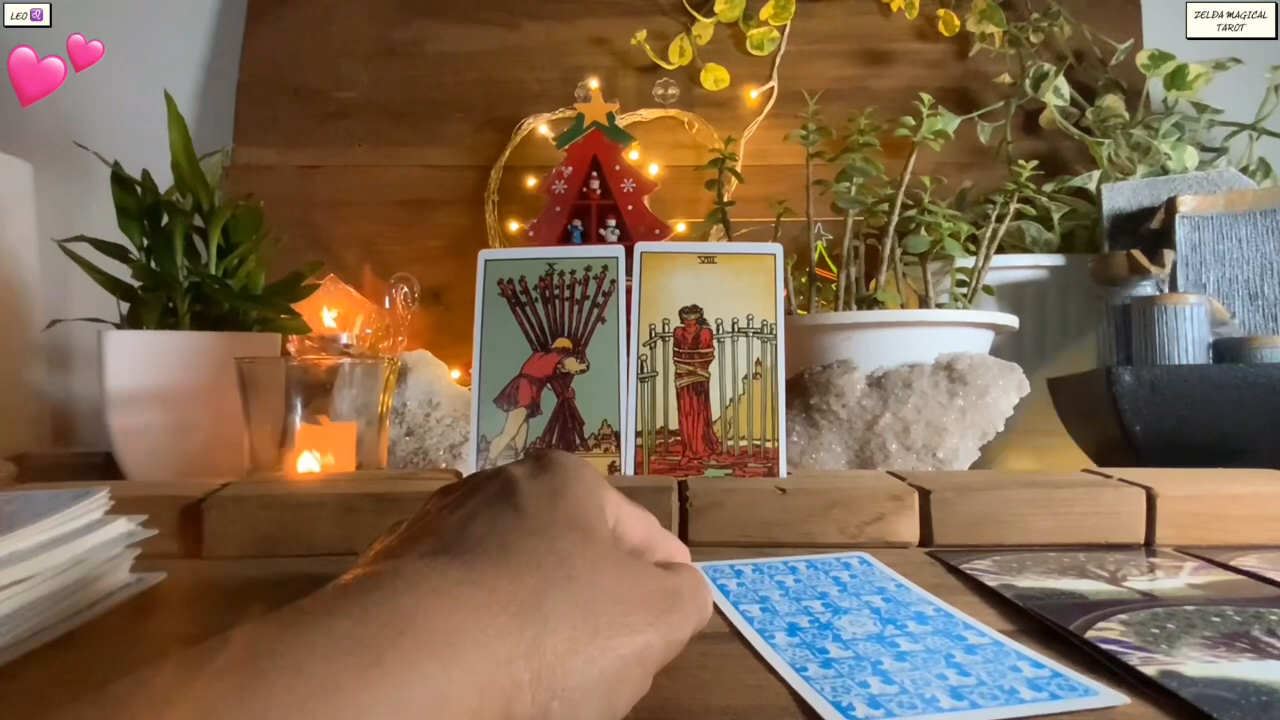 LEO ♌
ZELDA MAGICAL
TAROT
X
VIII